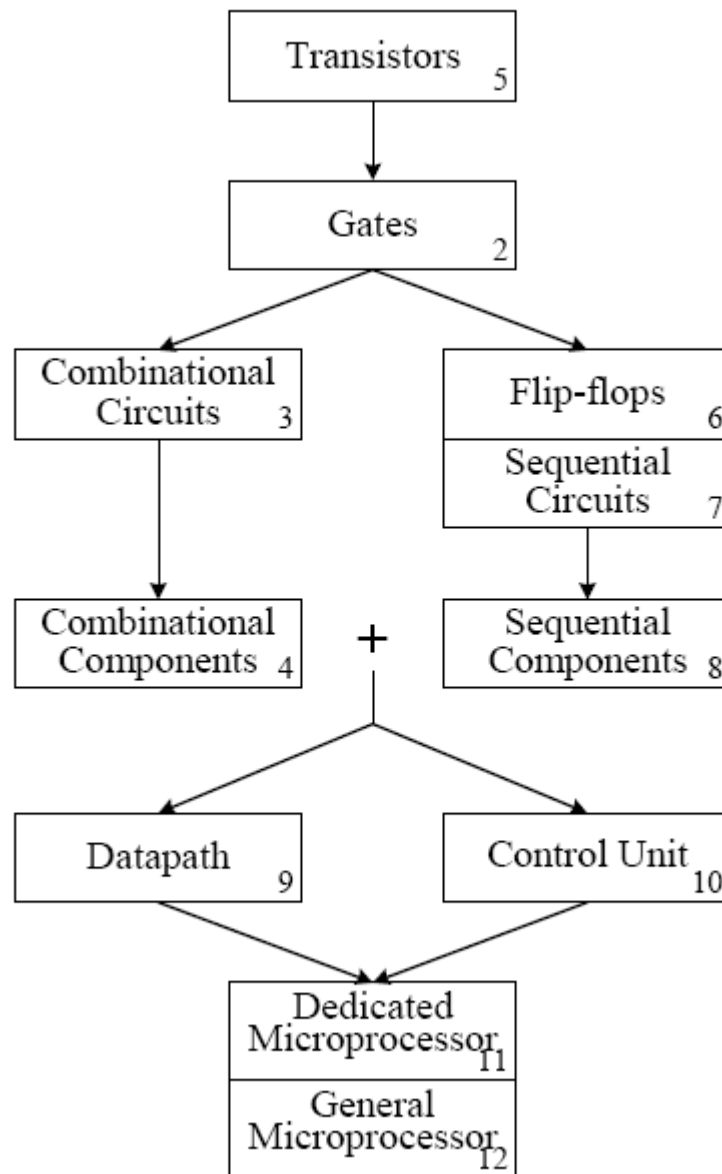 Transistors
5
Gates
2
Combinational
Circuits
3
Flip-flops
6
Sequential
Circuits
7
Combinational
Components
4
+
Sequential
Components
8
Datapath
9
Control Unit
10
Dedicated
Microprocessor
11
General
Microprocessor
12